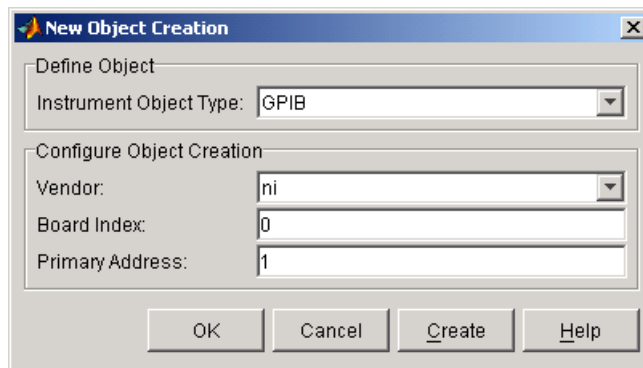 New Object Creation
Define Object
Instrument Object Type: GPIB
Configure Object Creation
Vendor: ni
Board Index: 0
Primary Address: 1
OK Cancel Create Help